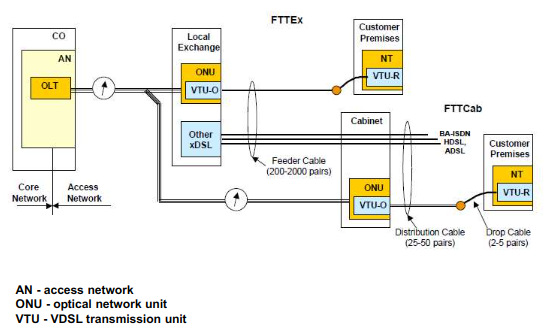 FTTEx
CO
AN
OLT
Local
Exchange
ONU
VTU-O
Other
xDSL
Customer
Premises
NT
VTU-R
FTTCab
Cabinet
BA-ISDN
HDSL,
ADSL
Customer
Premises
NT
VTU-R
Feeder Cable
(200-2000 pairs)
Core
Network
Access
Network
ONU
VTU-O
Distribution Cable
(25-50 pairs)
Drop Cable
(2-5 pairs)
AN - access network
ONU - optical network unit
VTU - VDSL transmission unit